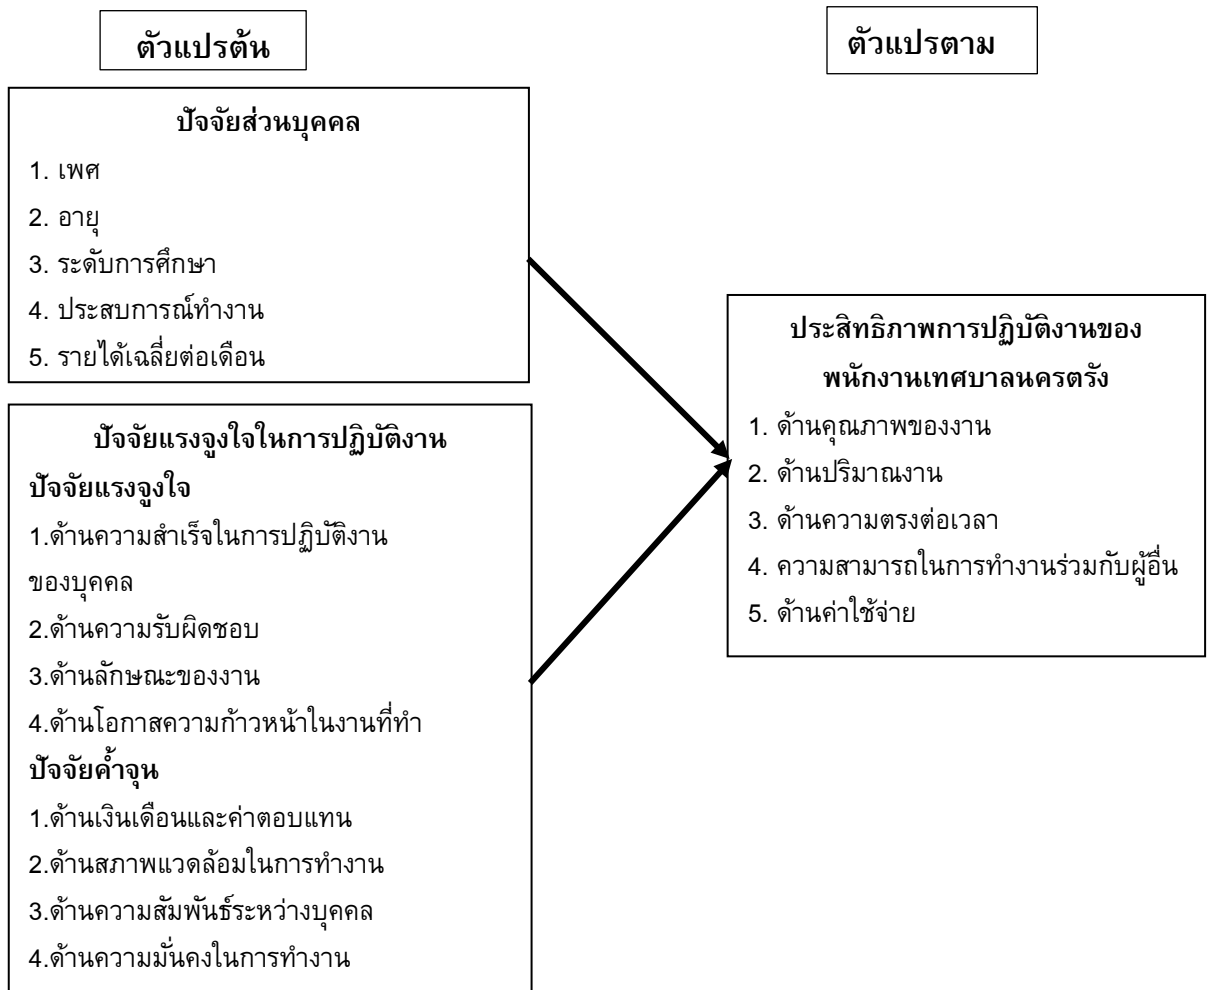 ตัวแปรต้น
ตัวแปรตาม
ปัจจัยส่วนบุคคล
1. เพศ
2. อายุ
3. ระดับการศึกษา
4. ประสบการณ์ทำงาน
5. รายได้เฉลี่ยต่อเดือน
ปัจจัยแรงจูงใจในการปฏิบัติงาน
ปัจจัยแรงจูงใจ
1.ด้านความสำเร็จในการปฏิบัติงาน
ของบุคคล
2.ด้านความรับผิดชอบ
3.ด้านลักษณะของงาน
4.ด้านโอกาสความก้าวหน้าในงานที่ทำ
ปัจจัยค้ำจุน
1.ด้านเงินเดือนและค่าตอบแทน
2.ด้านสภาพแวดล้อมในการทำงาน
3.ด้านความสัมพันธ์ระหว่างบุคคล
4.ด้านความมั่นคงในการทำงาน
ประสิทธิภาพการปฏิบัติงานของ
พนักงานเทศบาลนครตรัง
1. ด้านคุณภาพของงาน
2. ด้านปริมาณงาน
3. ด้านความตรงต่อเวลา
4. ความสามารถในการทำงานร่วมกับผู้อื่น
5. ด้านค่าใช้จ่าย